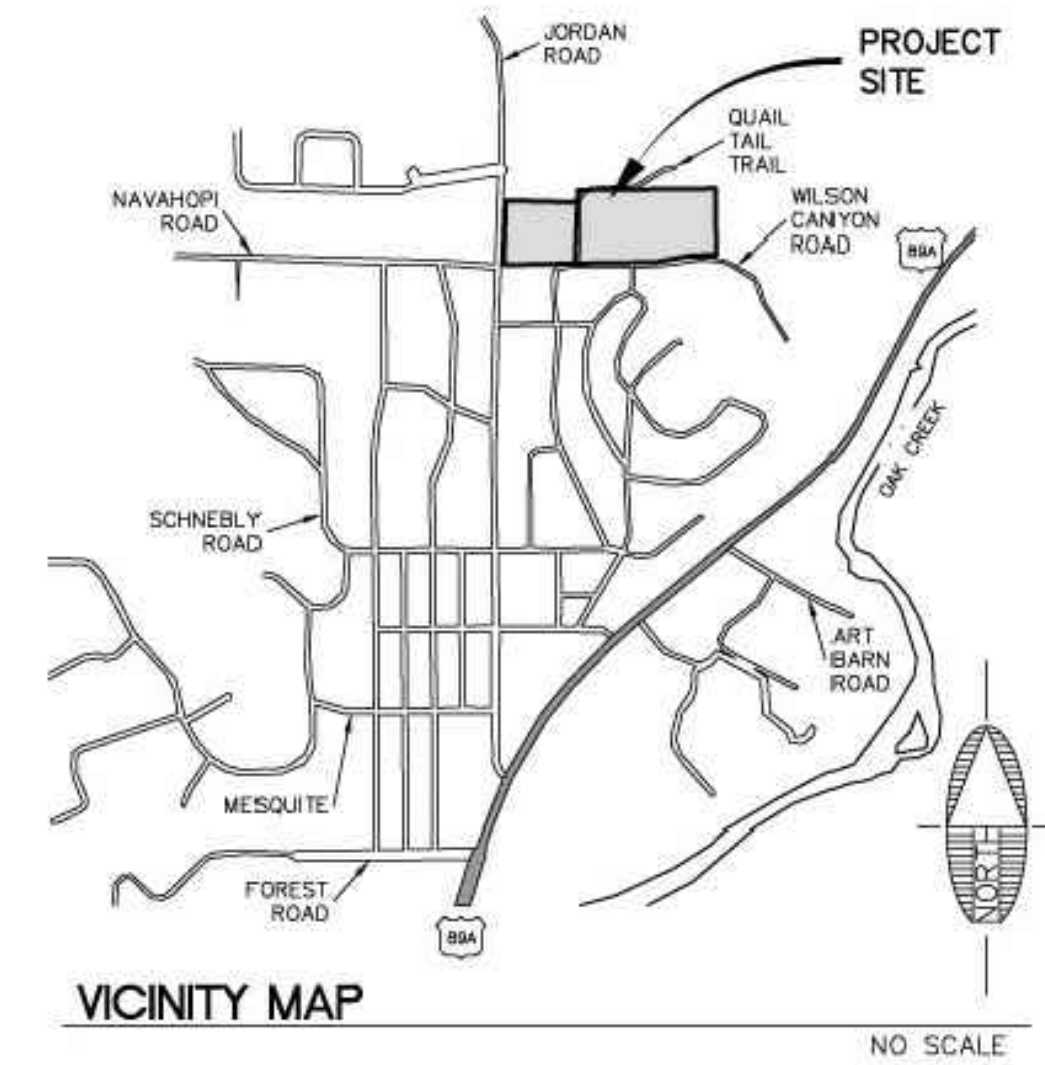 JORDAN
ROAD
PROJECT
SITE
QUAIL
TAIL
TRAIL
NAVAHOPI
ROAD
WILSON
CANYON
ROAD
89A
OAK CREEK
SCHNEBLY
ROAD
ART
BARN
ROAD
MESQUITE
FOREST
ROAD
89A
NORTH
VICINITY MAP
NO SCALE